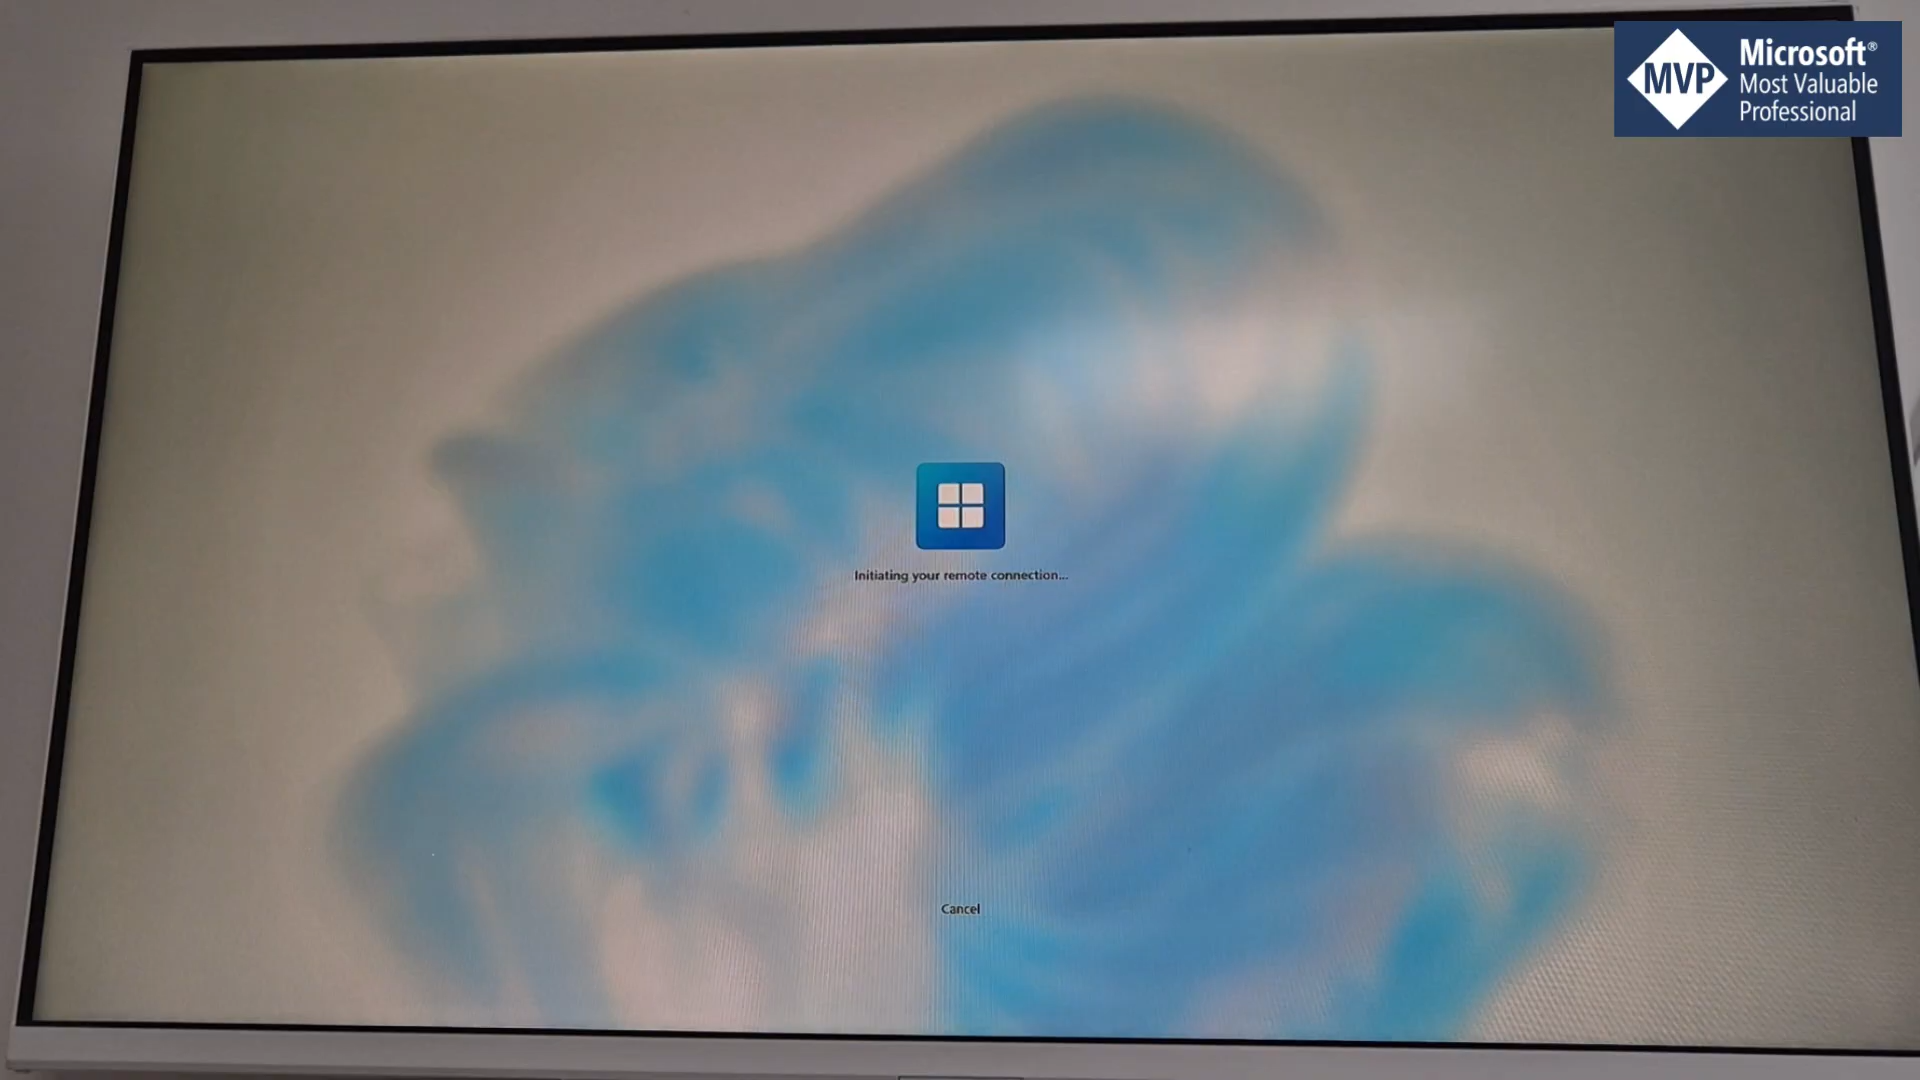 MVP
Microsoft®
Most Valuable
Professional
Initiating your remote connection...
Cancel